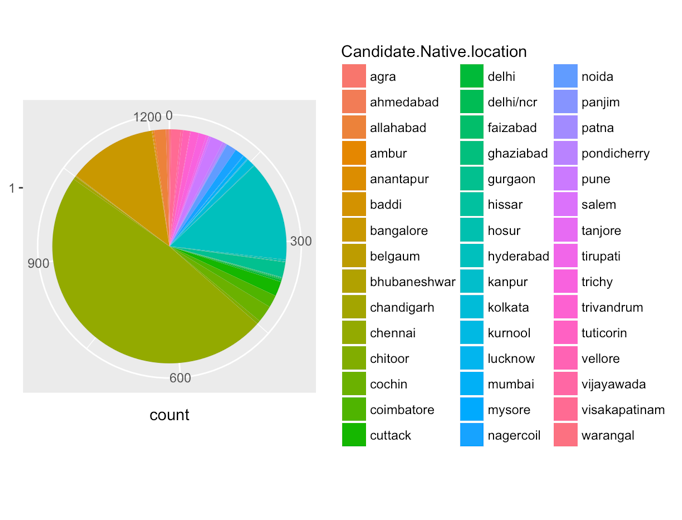 Candidate.Native.location
agra
ahmedabad
allahabad
ambur
anantapur
baddi
bangalore
belgaum
bhubaneshwar
chandigarh
chennai
chitoor
cochin
coimbatore
cuttack
delhi
delhi/ncr
faizabad
ghaziabad
gurgaon
hissar
hosur
hyderabad
kanpur
kolkata
kurnool
lucknow
mumbai
mysore
nagercoil
noida
panjim
patna
pondicherry
pune
salem
tanjore
tirupati
trichy
trivandrum
tuticorin
vellore
vijayawada
visakapatinam
warangal
1200 0
1
300
900
600
count